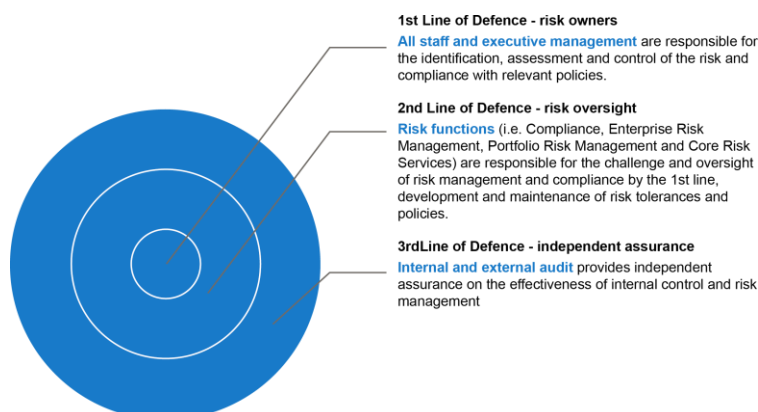 1st Line of Defence - risk owners
All staff and executive management are responsible for
the identification, assessment and control of the risk and
compliance with relevant policies.
2nd Line of Defence - risk oversight
Risk functions (i.e. Compliance, Enterprise Risk
Management, Portfolio Risk Management and Core Risk
Services) are responsible for the challenge and oversight
of risk management and compliance by the 1st line,
development and maintenance of risk tolerances and
policies.
3rdLine of Defence - independent assurance
Internal and external audit provides independent
assurance on the effectiveness of internal control and risk
management